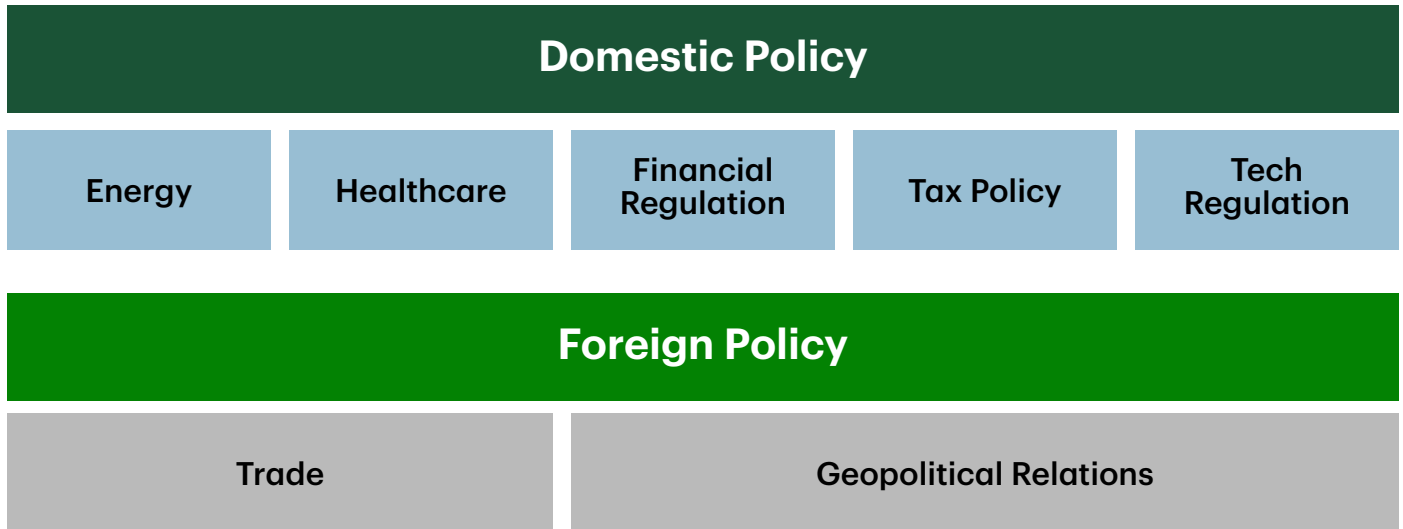 Domestic Policy
Energy
Healthcare
Financial
Regulation
Tax Policy
Tech
Regulation
Foreign Policy
Trade
Geopolitical Relations